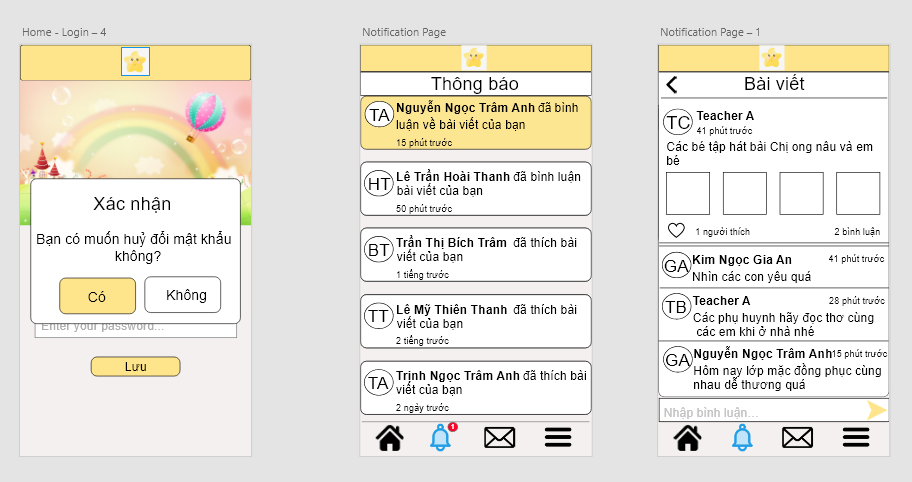 Home - Login – 4
Xác nhận
Bạn có muốn huỷ đổi mật khẩu
không?
Có
Không
Enter your password...
Lưu
Notification Page
Thông báo
TA
Nguyễn Ngọc Trâm Anh đã bình
luận về bài viết của bạn
15 phút trước
HT
Lê Trần Hoài Thanh đã bình luận
bài viết của bạn
50 phút trước
BT
Trần Thị Bích Trâm đã thích bài
viết của bạn
1 tiếng trước
TT
Lê Mỹ Thiên Thanh đã thích bài
viết của bạn
2 tiếng trước
TA
Trịnh Ngọc Trâm Anh đã thích bài
viết của bạn
2 ngày trước
1
Notification Page – 1
Bài viết
TC
Teacher A
41 phút trước
Các bé tập hát bài Chị ong nâu và em
bé
1 người thích
2 bình luận
GA
Kim Ngọc Gia An
41 phút trước
Nhìn các con yêu quá
TB
Teacher A
28 phút trước
Các phụ huynh hãy đọc thơ cùng
các em khi ở nhà nhé
GA
Nguyễn Ngọc Trâm Anh
15 phút trước
Hôm nay lớp mặc đồng phục cùng
nhau dễ thương quá
Nhập bình luận...